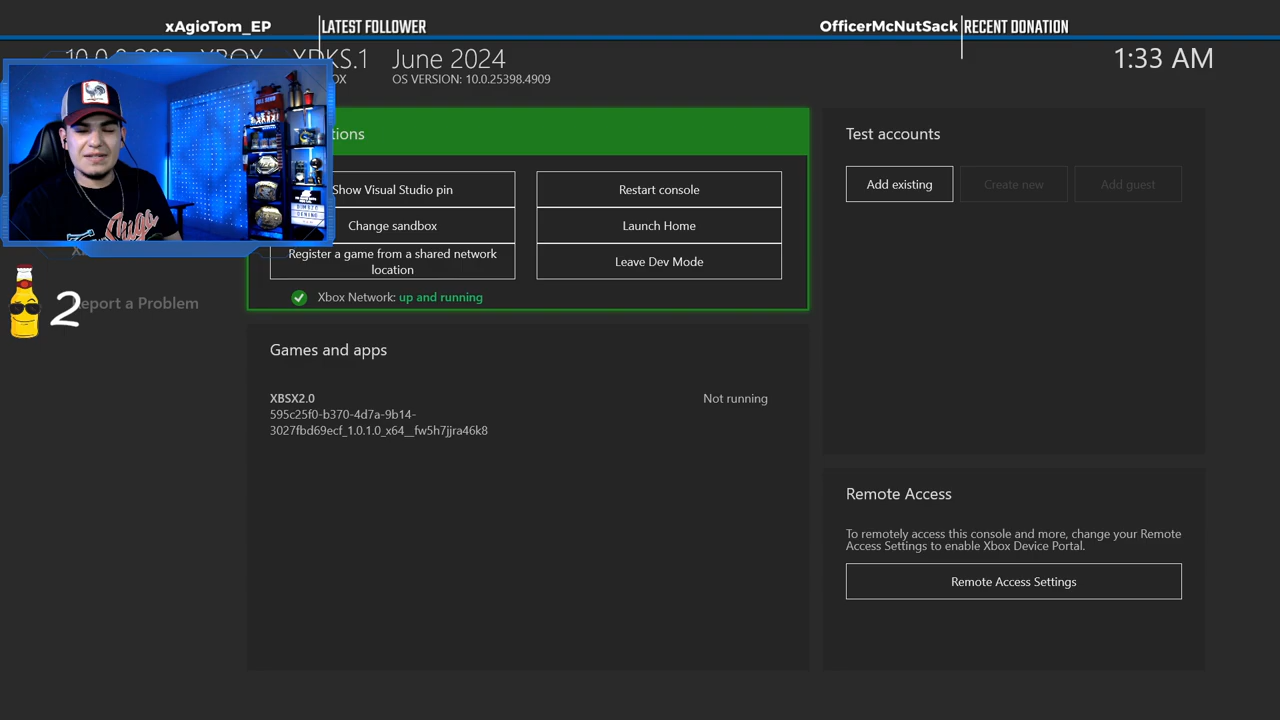 xAgioTom_EP
LATEST FOLLOWER
OfficerMcNutSack
RECENT DONATION
XDKS.1
June 2024
OS VERSION: 10.0.25398.4909
1:33 AM
Show Visual Studio pin
Restart console
Change sandbox
Launch Home
Register a game from a shared network
location
Leave Dev Mode
Xbox Network: up and running
Test accounts
Add existing
Create new
Add guest
2
Report a Problem
Games and apps
XBSX2.0
Not running
595c25f0-b370-4d7a-9b14-
3027fbd69ecf_1.0.1.0_x64__fw5h7jjra46k8
Remote Access
To remotely access this console and more, change your Remote
Access Settings to enable Xbox Device Portal.
Remote Access Settings